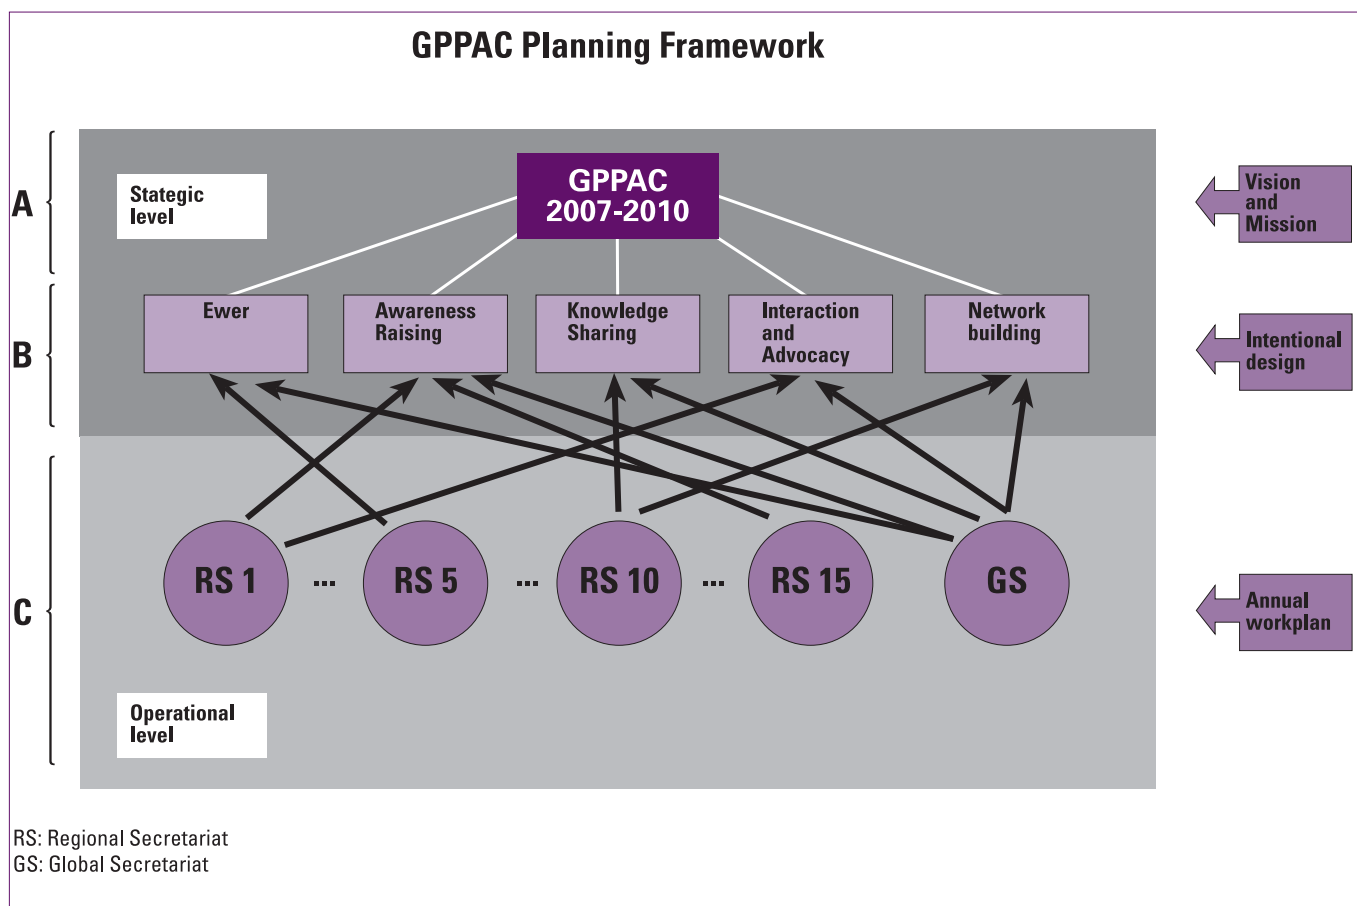 GPPAC Planning Framework
A
Stategic
level
GPPAC
2007-2010
Vision
and
Mission
B
Ewer
Awareness
Raising
Knowledge
Sharing
Interaction
and
Advocacy
Network
building
Intentional
design
C
RS 1
...
RS 5
...
RS 10
...
RS 15
GS
Annual
workplan
Operational
level
RS: Regional Secretariat
GS: Global Secretariat